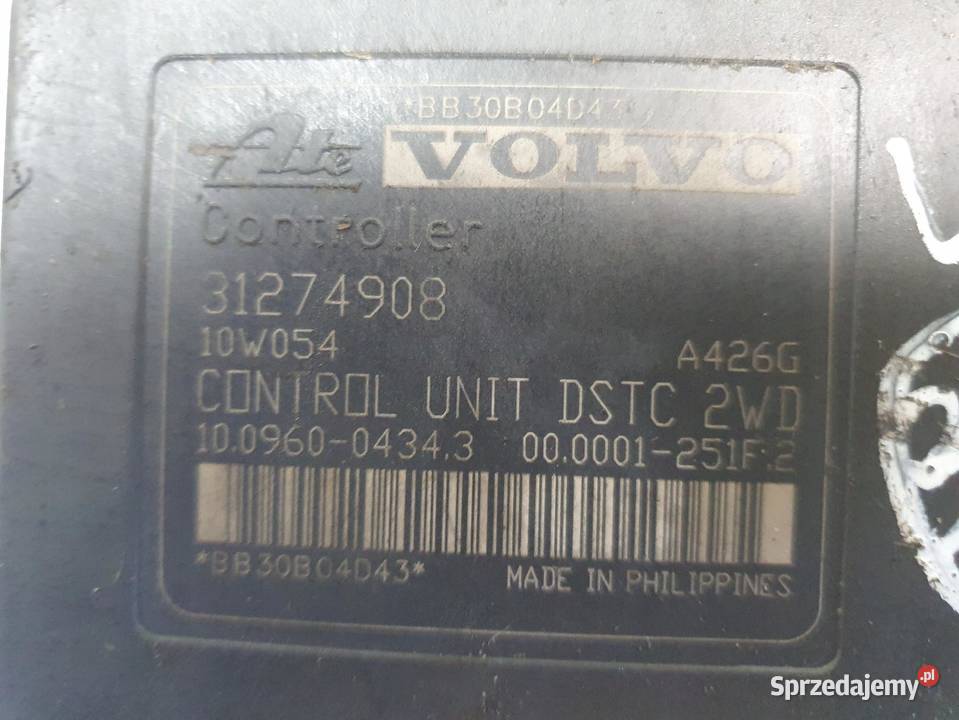 *BB30B04D43*
Ate VOLVO
Controller
31274908
10W054 A426G
CONTROL UNIT DSTC 2WD
10.0960-0434.3 00.0001-251F.2
*BB30B04D43*
MADE IN PHILIPPINES
Sprzedajemy.pl